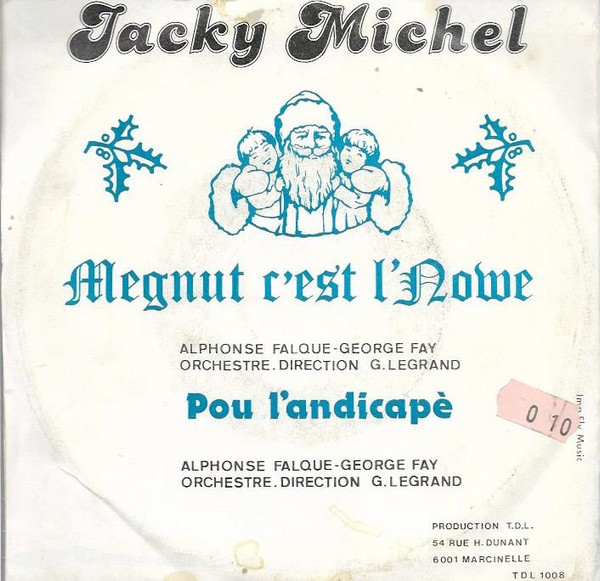 Jacky Michel
Megnut c'est l'Nowe
ALPHONSE FALQUE-GEORGE FAY
ORCHESTRE.DIRECTION G.LEGRAND
Pou l'andicapè
0 10
Music
ALPHONSE FALQUE-GEORGE FAY
ORCHESTRE.DIRECTION G.LEGRAND
PRODUCTION T.D.L.
54 RUE H.DUNANT
6001 MARCINELLE
TDL 1008